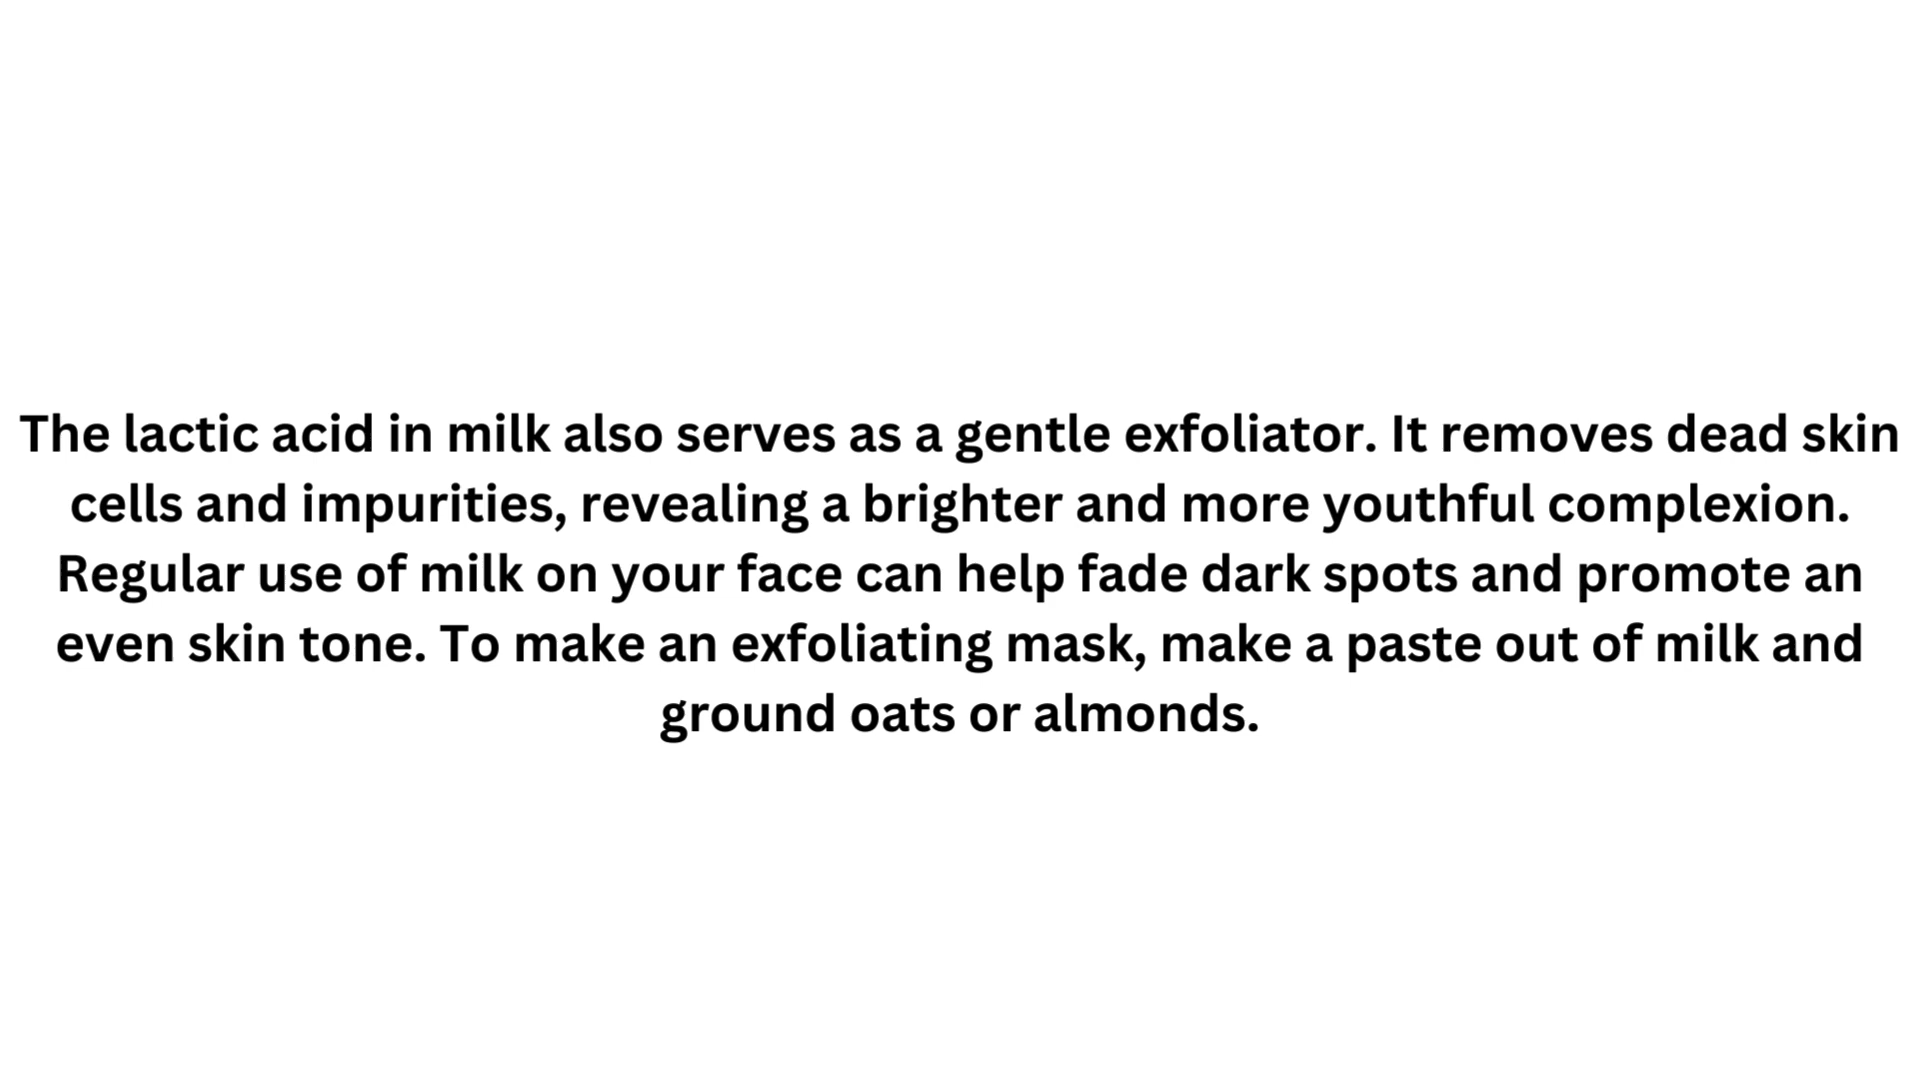 The lactic acid in milk also serves as a gentle exfoliator. It removes dead skin
cells and impurities, revealing a brighter and more youthful complexion.
Regular use of milk on your face can help fade dark spots and promote an
even skin tone. To make an exfoliating mask, make a paste out of milk and
ground oats or almonds.